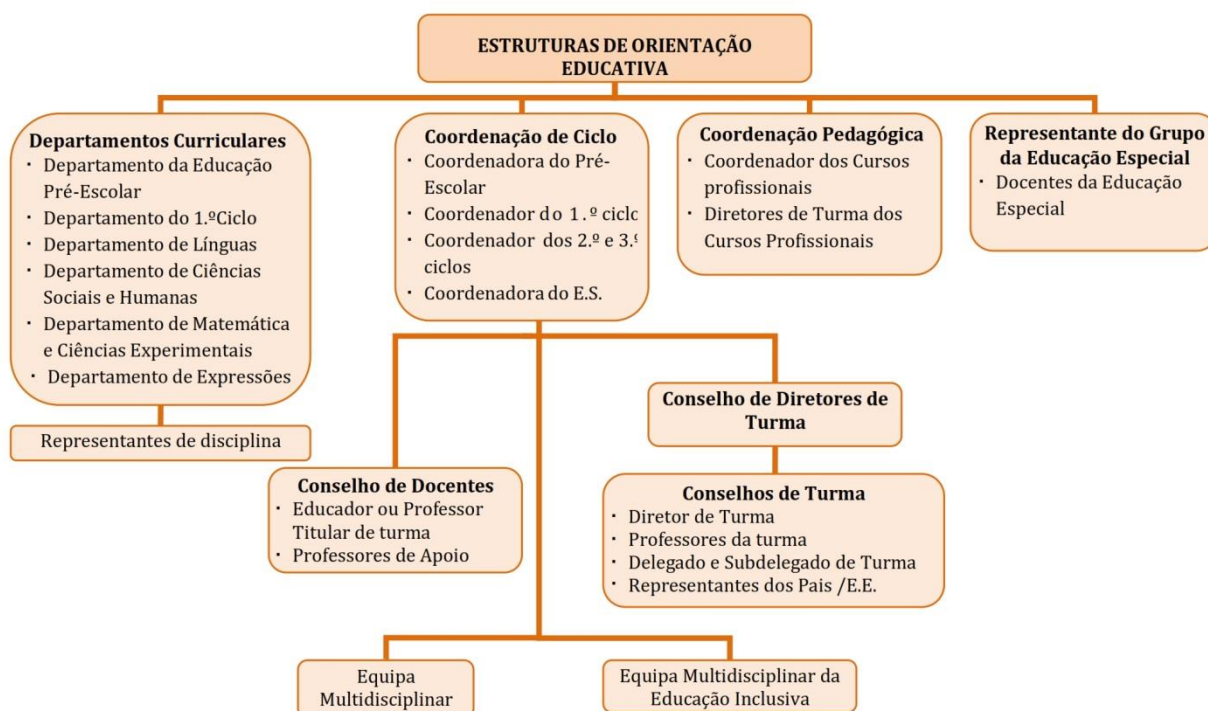 ESTRUTURAS DE ORIENTAÇÃO
EDUCATIVA
Departamentos Curriculares
· Departamento da Educação
Pré-Escolar
· Departamento do 1.ºCiclo
· Departamento de Línguas
· Departamento de Ciências
Sociais e Humanas
· Departamento de Matemática
e Ciências Experimentais
· Departamento de Expressões
Representantes de disciplina
Coordenação de Ciclo
· Coordenadora do Pré-
Escolar
· Coordenador do 1.º ciclo
· Coordenador dos 2.º e 3.º
ciclos
· Coordenadora do E.S.
Coordenação Pedagógica
· Coordenador dos Cursos
profissionais
· Diretores de Turma dos
Cursos Profissionais
Representante do Grupo
da Educação Especial
· Docentes da Educação
Especial
Conselho de Diretores de
Turma
Conselho de Docentes
· Educador ou Professor
Titular de turma
· Professores de Apoio
Conselhos de Turma
· Diretor de Turma
· Professores da turma
· Delegado e Subdelegado de Turma
· Representantes dos Pais /E.E.
Equipa
Multidisciplinar
Equipa Multidisciplinar da
Educação Inclusiva